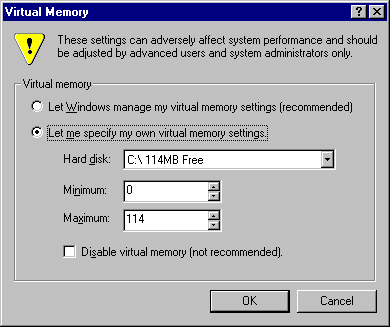 Virtual Memory
These settings can adversely affect system performance and should
be adjusted by advanced users and system administrators only.
Virtual memory
Let Windows manage my virtual memory settings (recommended)
Let me specify my own virtual memory settings.
Hard disk: C:\ 114MB Free
Minimum: 0
Maximum: 114
Disable virtual memory (not recommended).
OK Cancel